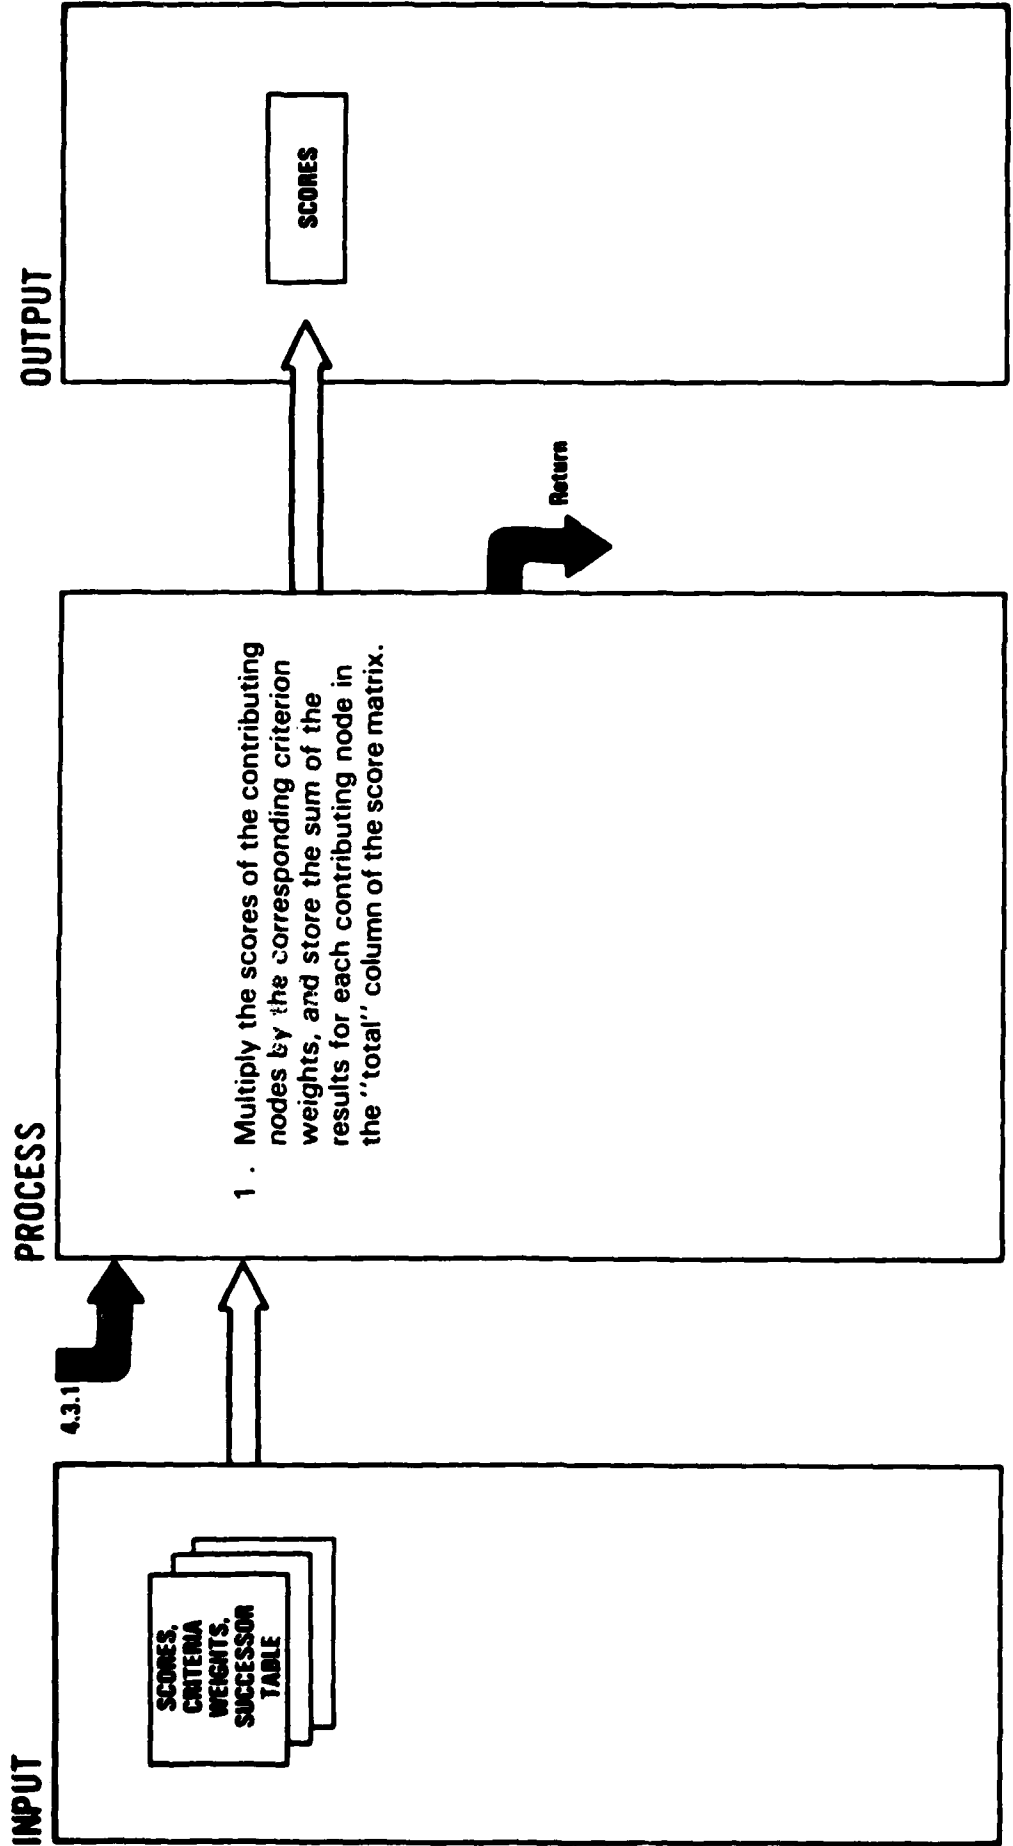 INPUT
SCORES,
CRITERIA
WEIGHTS,
SUCCESSOR
TABLE
4.3.1
PROCESS
1. Multiply the scores of the contributing
nodes by the corresponding criterion
weights, and store the sum of the
results for each contributing node in
the "total" column of the score matrix.
Return
OUTPUT
SCORES